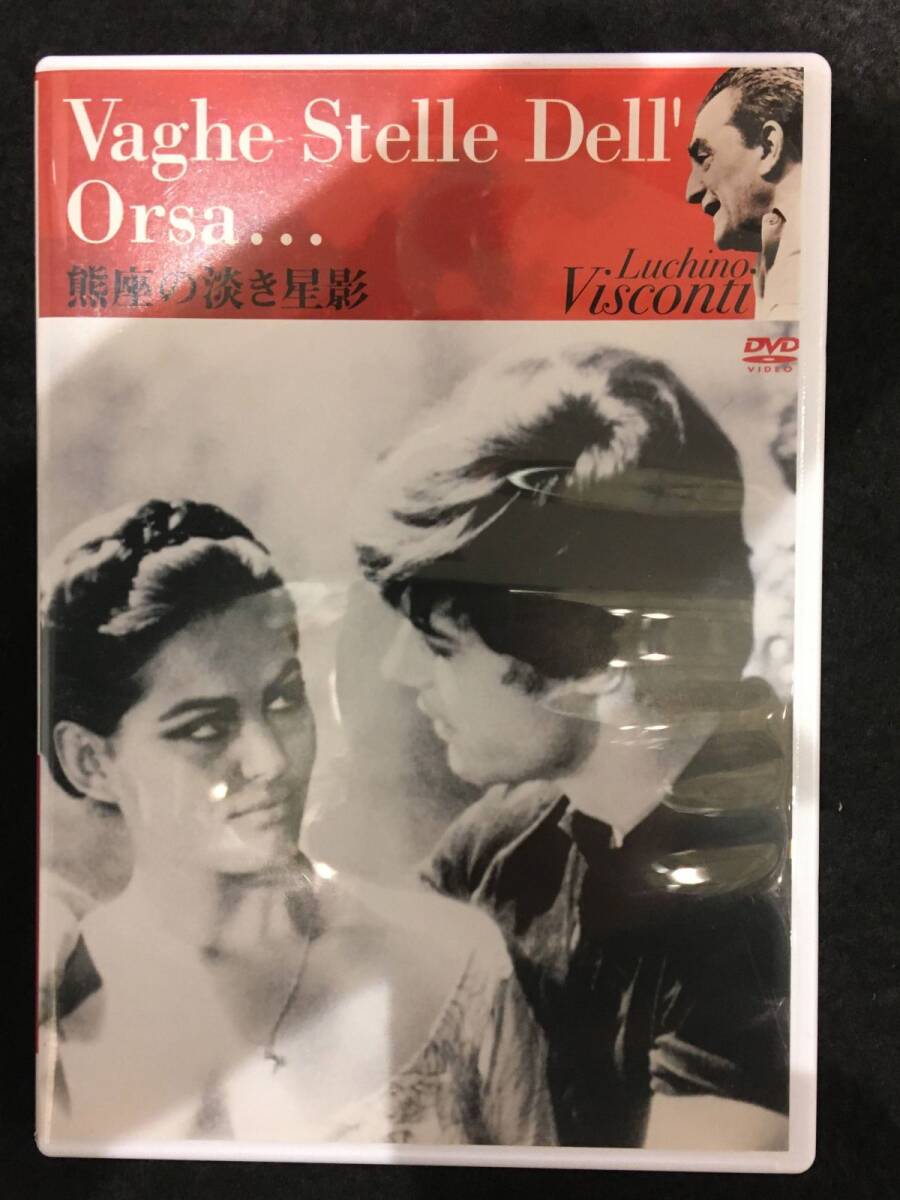 Vaghe Stelle Dell'
Orsa...
熊座の淡き星影
Luchino
Visconti
DVD
VIDEO